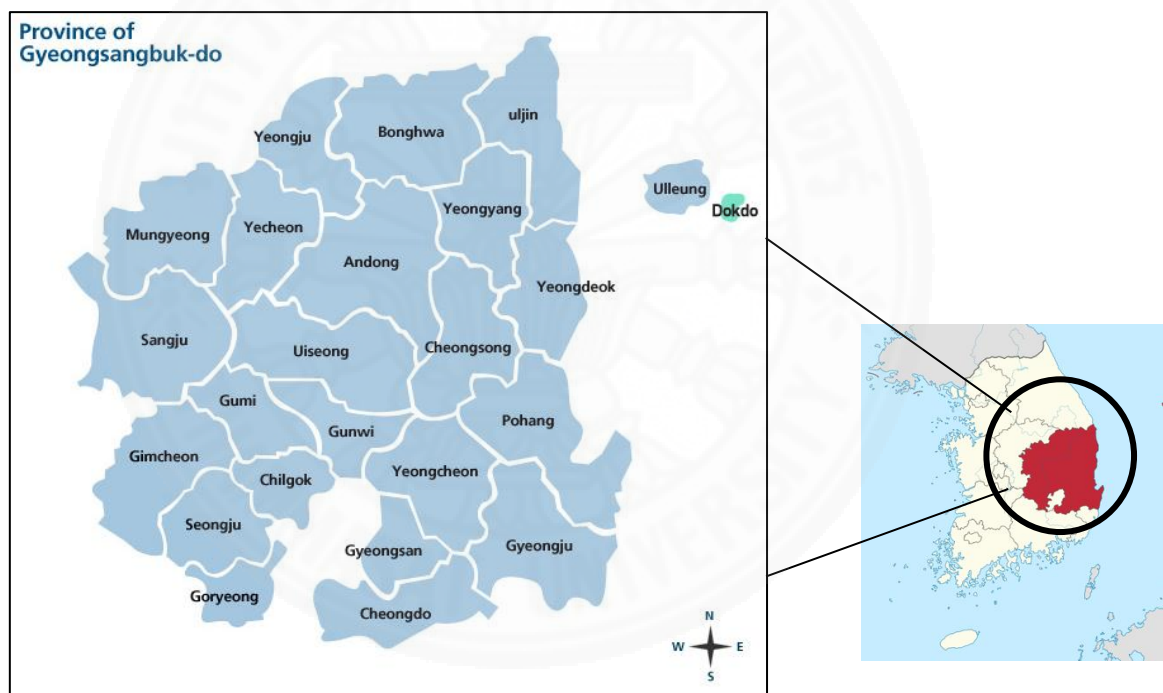 Province of
Gyeongsangbuk-do
uljin
Bonghwa
Yeongju
Ulleung
Dokdo
Yeongyang
Mungyeong
Yecheon
Andong
Yeongdeok
Sangju
Uiseong
Cheongsong
Gumi
Gunwi
Pohang
Gimcheon
Chilgok
Yeongcheon
Seongju
Gyeongsan
Gyeongju
Goryeong
Cheongdo
N
W
E
S